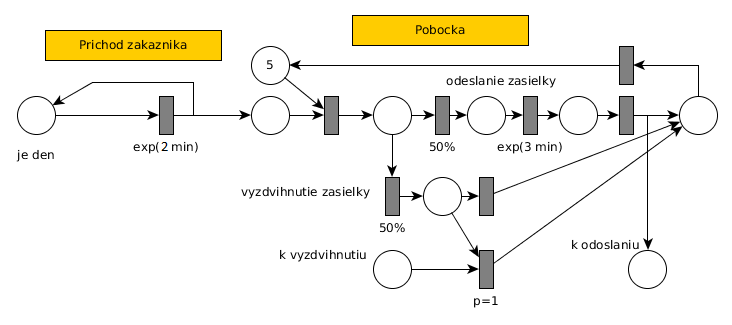 Prichod zakaznika
Pobocka
5
odeslanie zasielky
je den
exp(2 min)
50%
exp(3 min)
vyzdvihnutie zasielky
50%
k vyzdvihnutiu
k odoslaniu
p=1